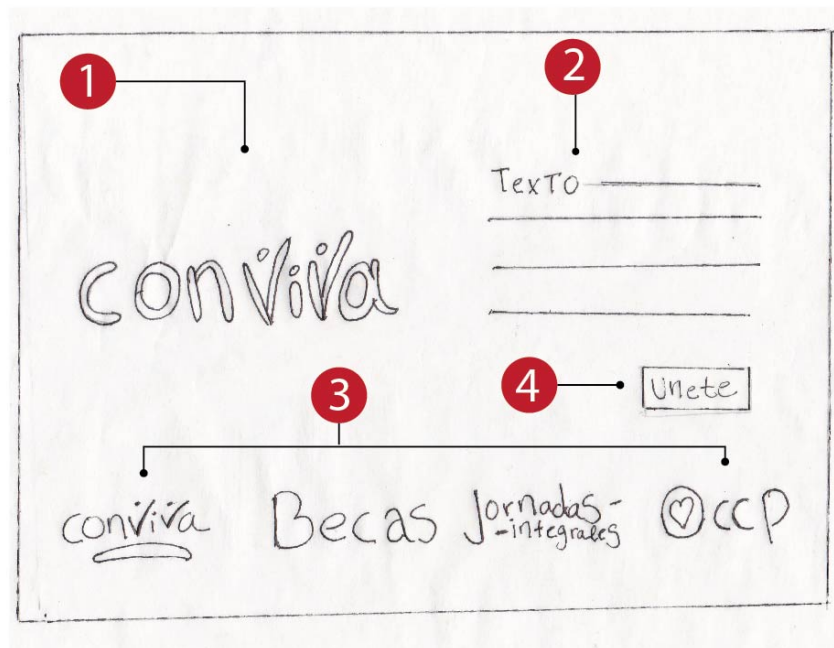 1
2
Texto
conviva
4
Unete
3
conviva
Becas
Jornadas-
-integrales
CCP